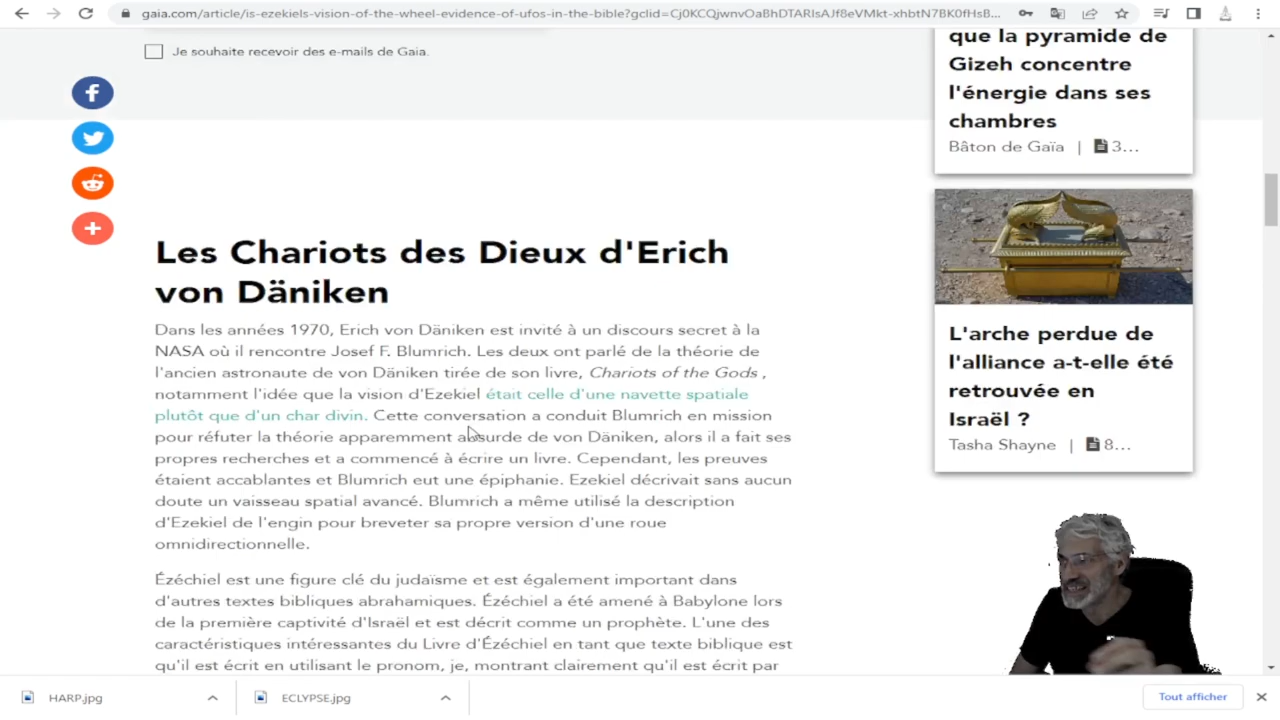 gaia.com/article/is-ezekiels-vision-of-the-wheel-evidence-of-ufos-in-the-bible?gclid=Cj0KCQjwnvOaBhDTARIsAJf8eVMkt-xhbtN7BK0fHsB...
Je souhaite recevoir des e-mails de Gaia.
que la pyramide de
Gizeh concentre
l'énergie dans ses
chambres
Bâton de Gaïa | 3...
Les Chariots des Dieux d'Erich
von Däniken
Dans les années 1970, Erich von Däniken est invité à un discours secret à la
NASA où il rencontre Josef F. Blumrich. Les deux ont parlé de la théorie de
l'ancien astronaute de von Däniken tirée de son livre, Chariots of the Gods ,
notamment l'idée que la vision d'Ezekiel était celle d'une navette spatiale
plutôt que d'un char divin. Cette conversation a conduit Blumrich en mission
pour réfuter la théorie apparemment absurde de von Däniken, alors il a fait ses
propres recherches et a commencé à écrire un livre. Cependant, les preuves
étaient accablantes et Blumrich eut une épiphanie. Ezekiel décrivait sans aucun
doute un vaisseau spatial avancé. Blumrich a même utilisé la description
d'Ezekiel de l'engin pour breveter sa propre version d'une roue
omnidirectionnelle.
Ézéchiel est une figure clé du judaïsme et est également important dans
d'autres textes bibliques abrahamiques. Ézéchiel a été amené à Babylone lors
de la première captivité d'Israël et est décrit comme un prophète. L'une des
caractéristiques intéressantes du Livre d'Ézéchiel en tant que texte biblique est
qu'il est écrit en utilisant le pronom, je, montrant clairement qu'il est écrit par
L'arche perdue de
l'alliance a-t-elle été
retrouvée en
Israël ?
Tasha Shayne | 8...
HARP.jpg
ECLYPSE.jpg
Tout afficher